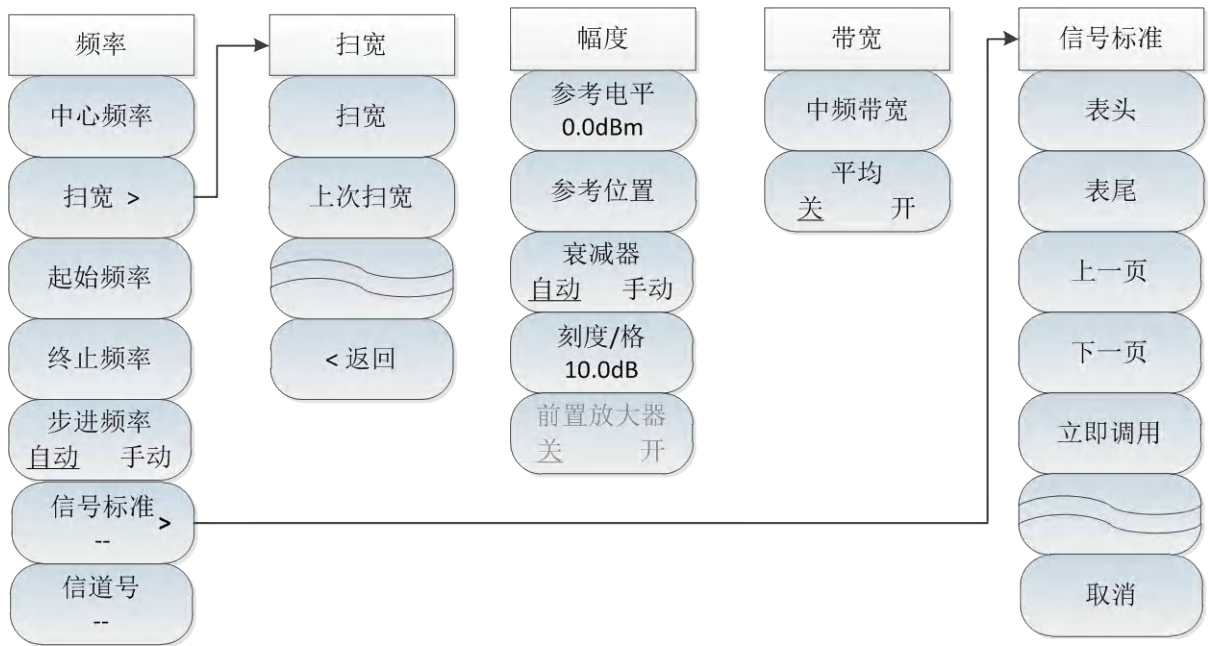 频率
中心频率
扫宽 >
起始频率
终止频率
步进频率
自动 手动
信号标准 >
--
信道号
--
扫宽
扫宽
上次扫宽
< 返回
幅度
参考电平
0.0dBm
参考位置
衰减器
自动 手动
刻度/格
10.0dB
前置放大器
关 开
带宽
中频带宽
平均
关 开
信号标准
表头
表尾
上一页
下一页
立即调用
取消